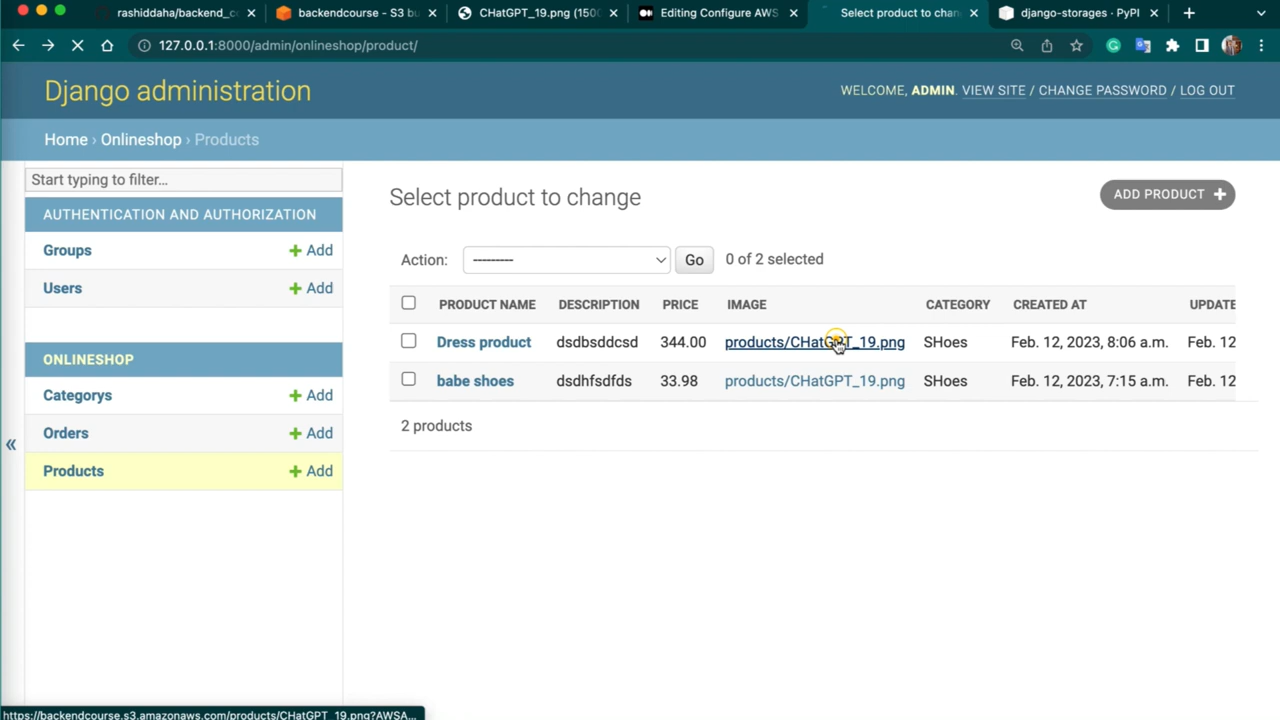 rashiddaha/backend_c
backendcourse - S3 bu
CHatGPT_19.png (1500
Editing Configure AWS
Select product to chan
django-storages · PyPI
127.0.0.1:8000/admin/onlineshop/product/
Django administration
WELCOME, ADMIN. VIEW SITE / CHANGE PASSWORD / LOG OUT
Home › Onlineshop › Products
Start typing to filter...
AUTHENTICATION AND AUTHORIZATION
Groups + Add
Users + Add
ONLINESHOP
Categorys + Add
Orders + Add
Products + Add
«
Select product to change
ADD PRODUCT +
Action: --------- Go 0 of 2 selected
PRODUCT NAME DESCRIPTION PRICE IMAGE CATEGORY CREATED AT UPDATE
Dress product dsdbsddcsd 344.00 products/CHatGPT_19.png SHoes Feb. 12, 2023, 8:06 a.m. Feb. 12
babe shoes dsdhfsdfds 33.98 products/CHatGPT_19.png SHoes Feb. 12, 2023, 7:15 a.m. Feb. 12
2 products
https://backendcourse.s3.amazonaws.com/products/CHatGPT_19.png?AWSA...